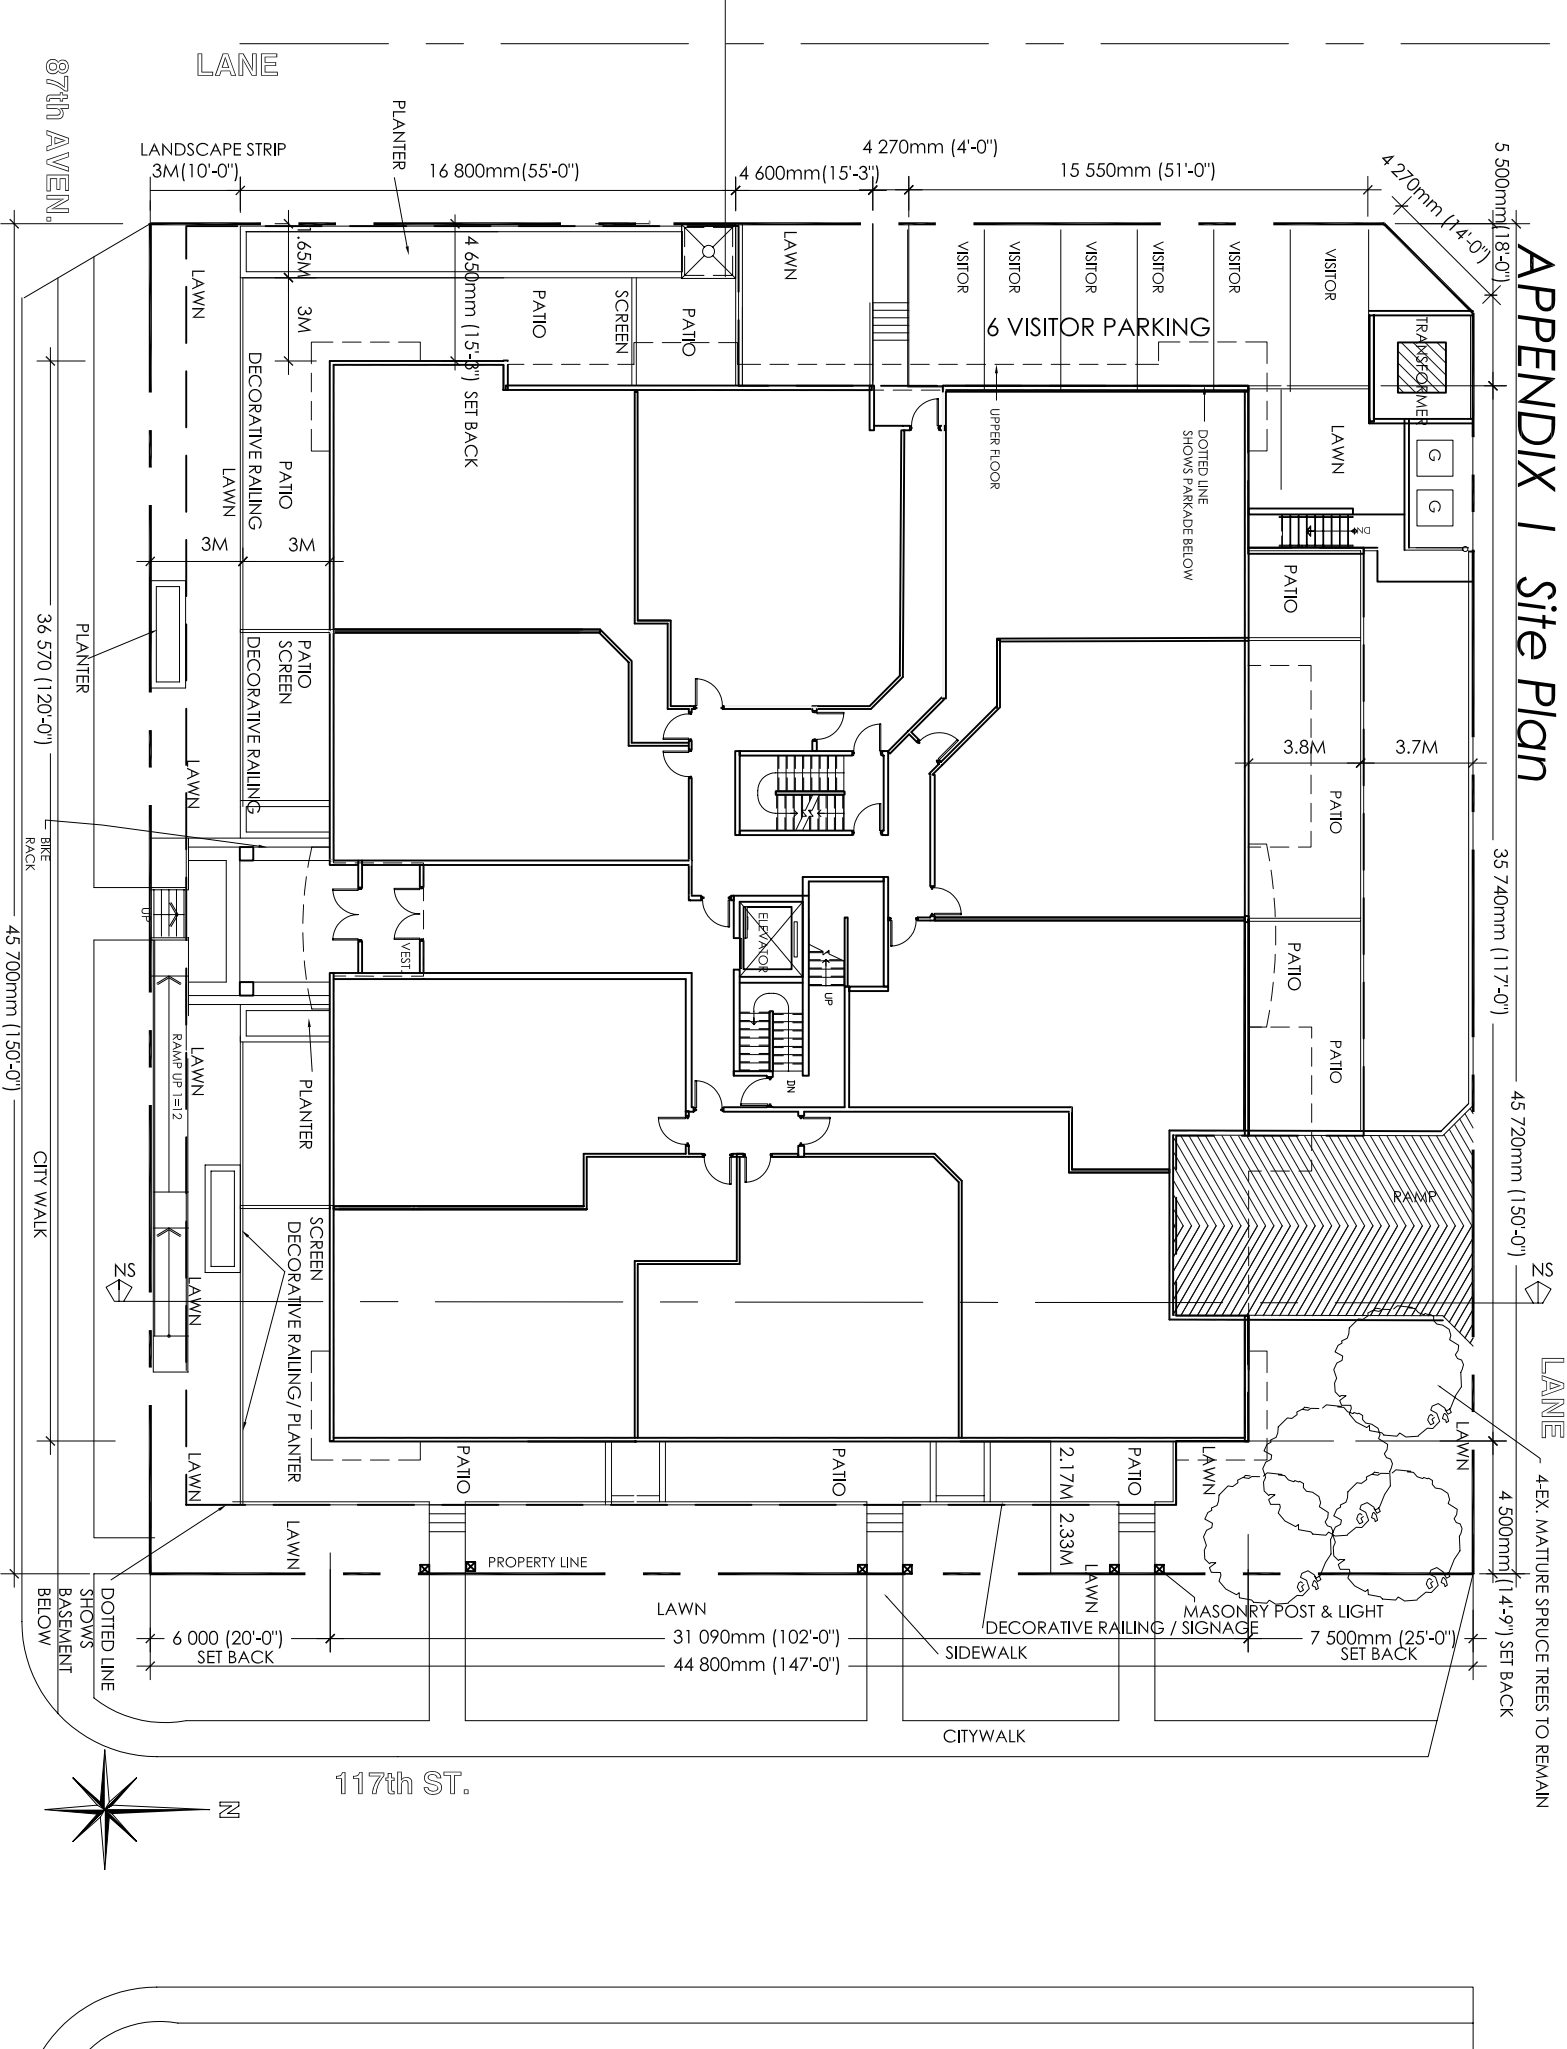 APPENDIX I Site Plan
LANE
87th AVEN.
PLANTER
LANDSCAPE STRIP
3M(10'-0")
16 800mm(55'-0")
4 600mm(15'-3")
4 270mm (4'-0")
15 550mm (51'-0")
4 270mm (14'-0")
5 500mm(18'-0")
1.65M
3M
4 650mm (15'-3") SET BACK
LAWN
LAWN
VISITOR
VISITOR
VISITOR
VISITOR
VISITOR
VISITOR
6 VISITOR PARKING
TRANSFORMER
PATIO
SCREEN
PATIO
DECORATIVE RAILING
PATIO
LAWN
UPPER FLOOR
DOTTED LINE
SHOWS PARKADE BELOW
LAWN
G
G
DN
3M
3M
PATIO
PLANTER
36 570 (120'-0")
PATIO
SCREEN
DECORATIVE RAILING
LAWN
3.8M
3.7M
PATIO
BIKE
RACK
35 740mm (117'-0")
UP
VEST.
ELEVATOR
UP
PATIO
45 700mm (150'-0")
RAMP UP 1=12
LAWN
PLANTER
DN
PATIO
45 720mm (150'-0")
CITY WALK
RAMP
NS
NS
LAWN
SCREEN
DECORATIVE RAILING/ PLANTER
LANE
LAWN
PATIO
PATIO
2.17M
2.33M
PATIO
LAWN
LAWN
4-EX. MATTURE SPRUCE TREES TO REMAIN
4 500mm (14'-9") SET BACK
LAWN
PROPERTY LINE
LAWN
DOTTED LINE
SHOWS
BASEMENT
BELOW
LAWN
MASONRY POST & LIGHT
DECORATIVE RAILING / SIGNAGE
6 000 (20'-0")
SET BACK
31 090mm (102'-0")
7 500mm (25'-0")
SET BACK
SIDEWALK
44 800mm (147'-0")
CITYWALK
117th ST.
N